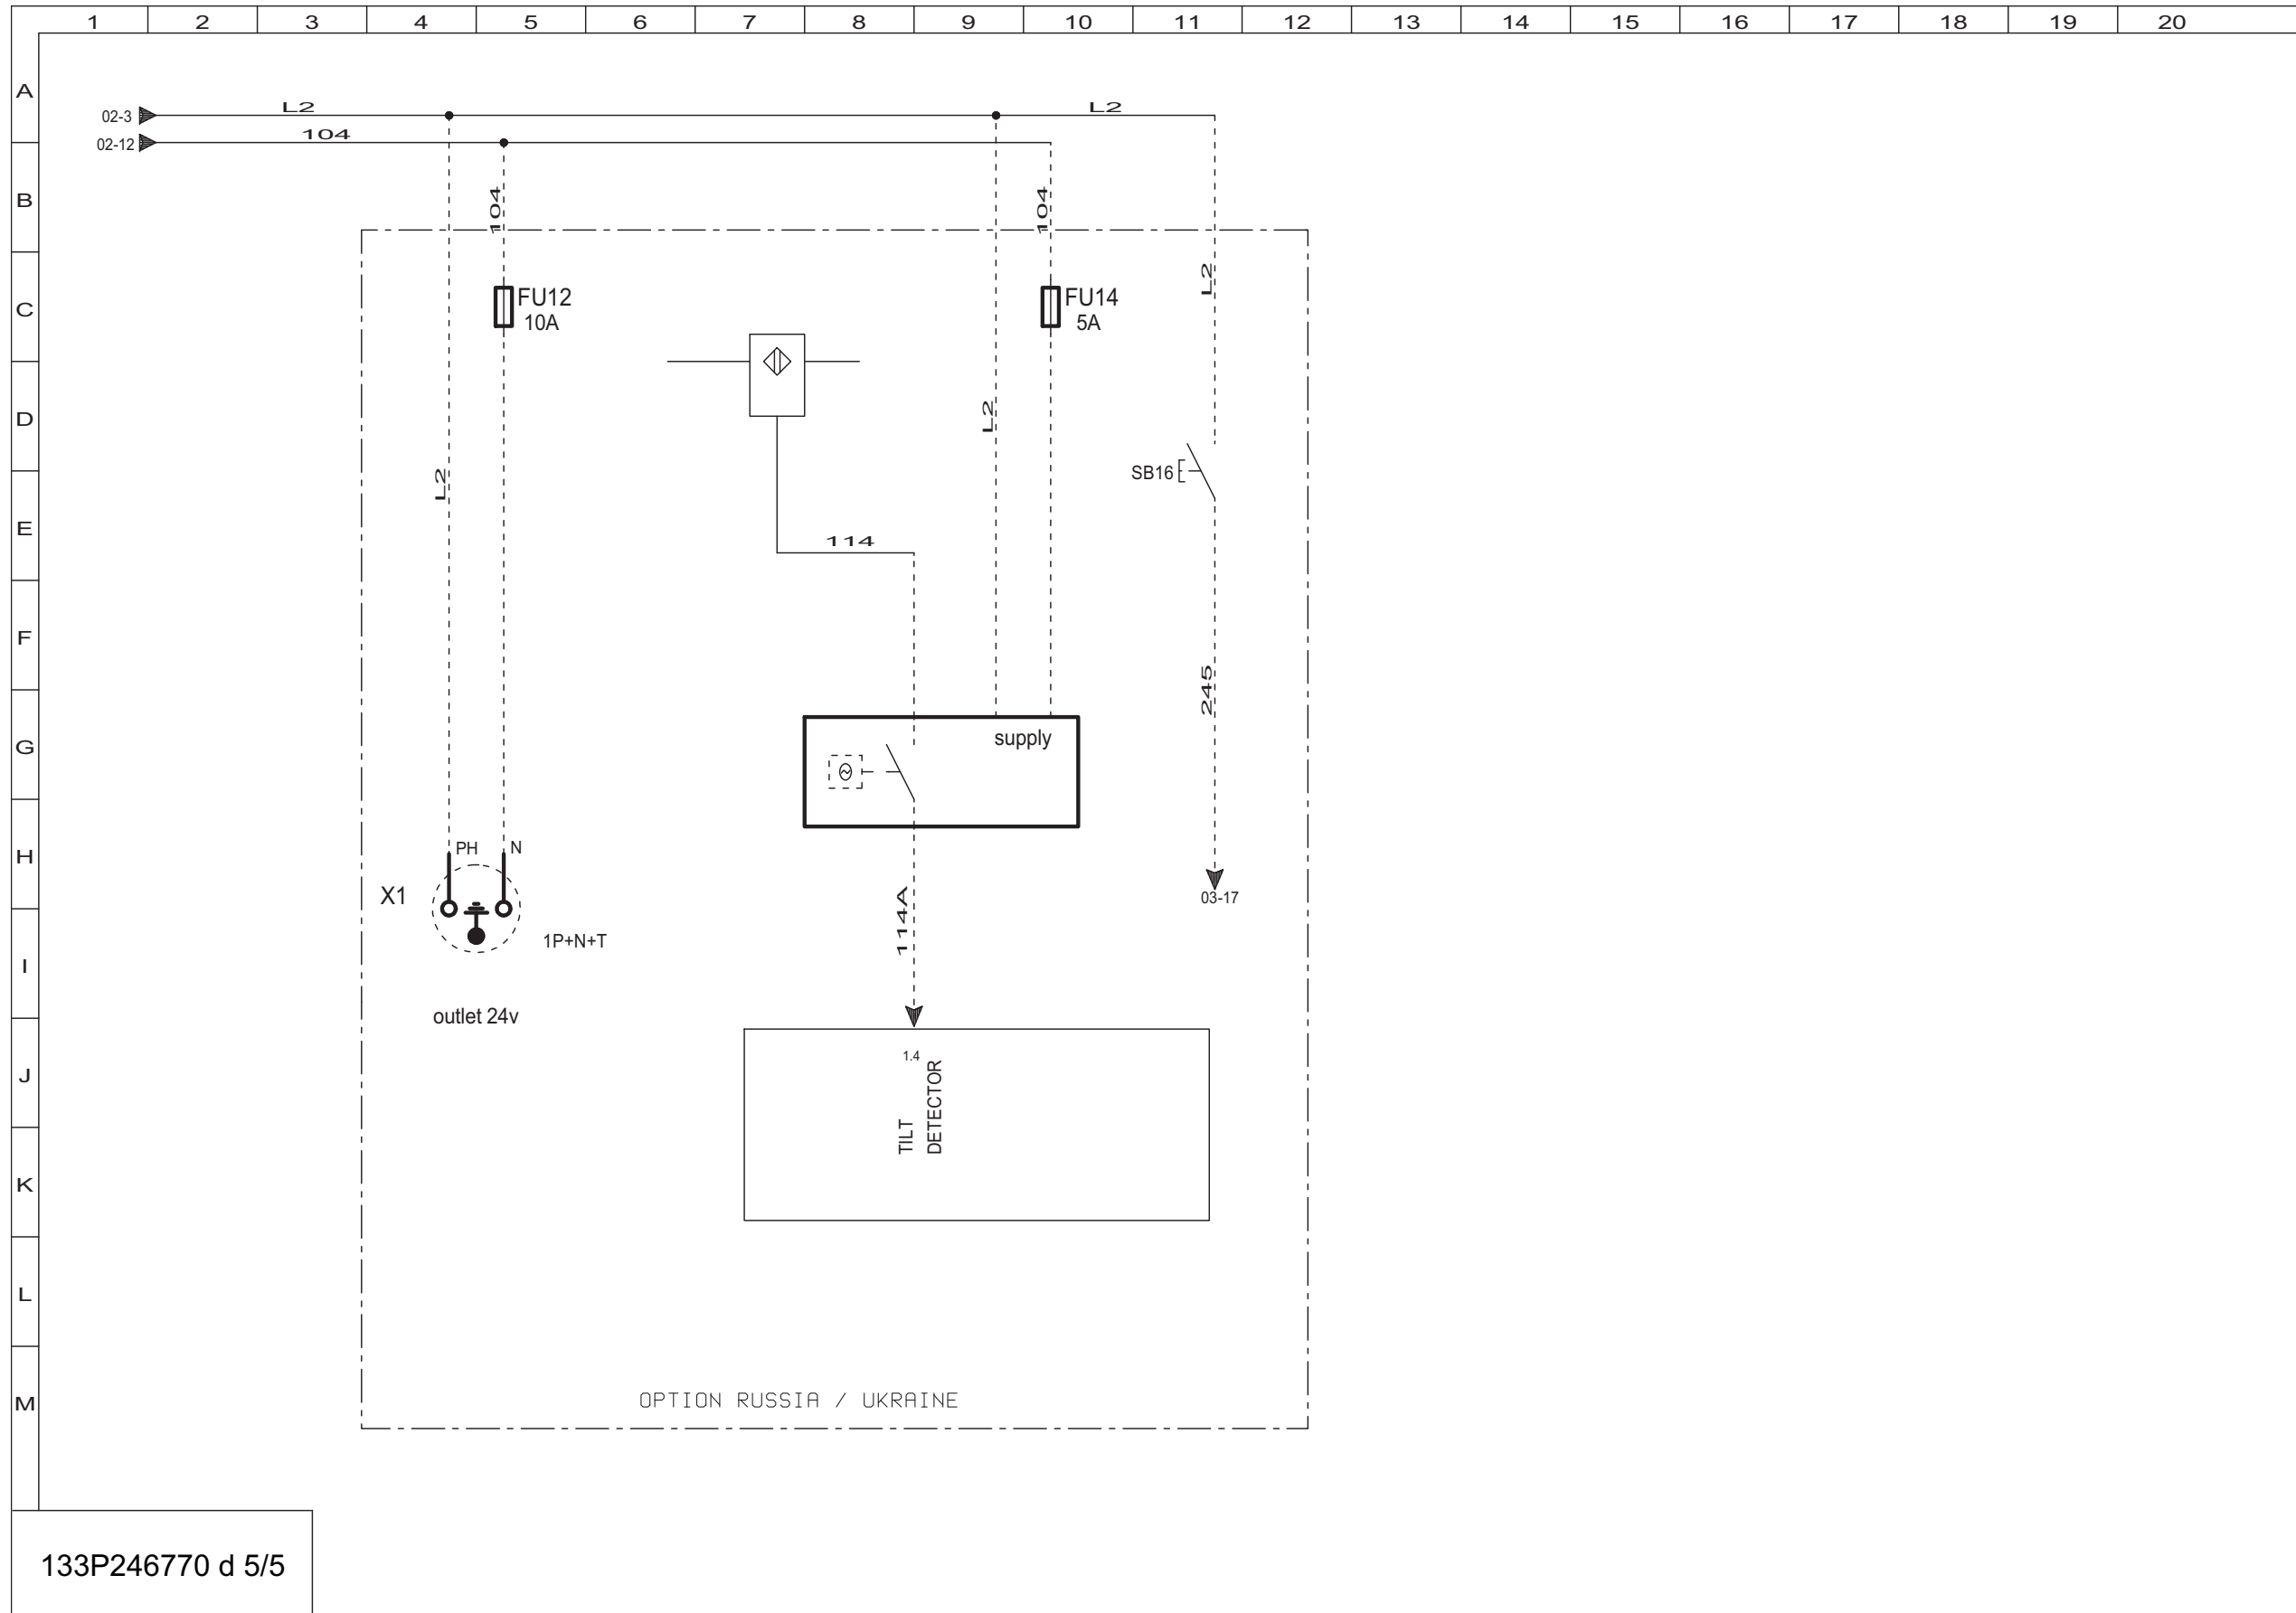 1 2 3 4 5 6 7 8 9 10 11 12 13 14 15 16 17 18 19 20
A
02-3 L2 L2
02-12 104
B
104 104
L2
C
FU12 FU14
10A 5A
D
L2
SB16
L2
E
114
F
245
G
supply
H
PH N
X1
03-17
114A
1P+N+T
I
outlet 24v
J
1.4
TILT
DETECTOR
K
L
M
OPTION RUSSIA / UKRAINE
133P246770 d 5/5